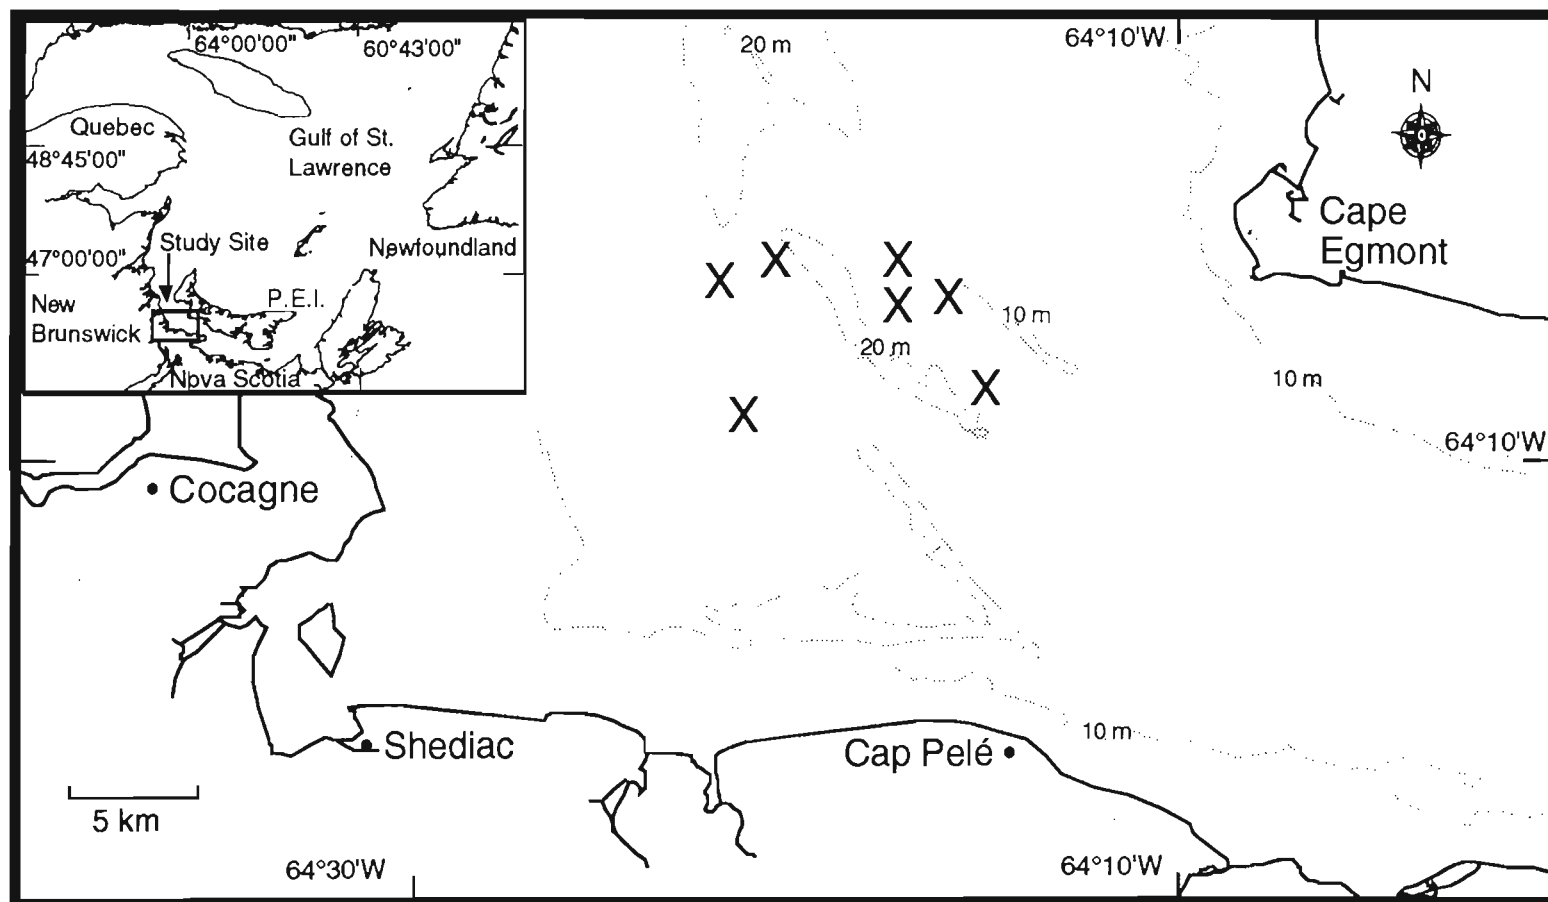 64°00'00"
60°43'00"
Quebec
48°45'00"
Gulf of St.
Lawrence
47°00'00"
Study Site
Newfoundland
New
Brunswick
P.E.I.
Npva Scotia
20 m
64°10'W
N
Cape
Egmont
10 m
20 m
10 m
X
X
X
X
X
X
X
64°10'W
Cocagne
Shediac
Cap Pelé
10 m
5 km
64°30'W
64°10'W